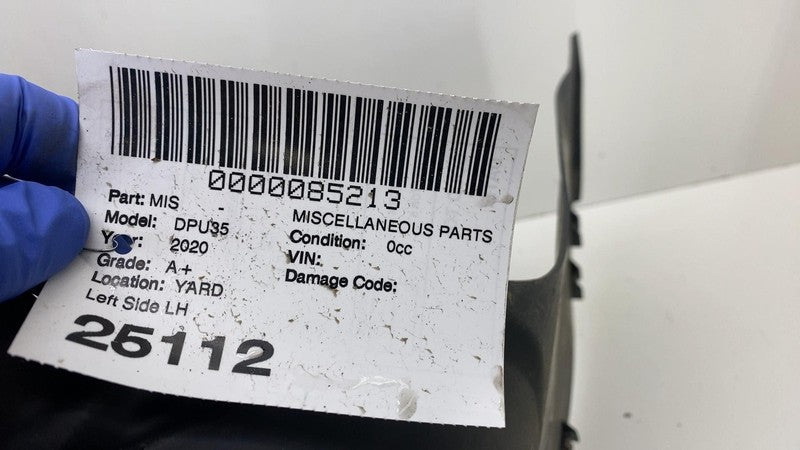 0000085213
Part: MIS - MISCELLANEOUS PARTS
Model: DPU35 Condition: 0cc
Year: 2020 VIN:
Grade: A+ Damage Code:
Location: YARD
Left Side LH
25112